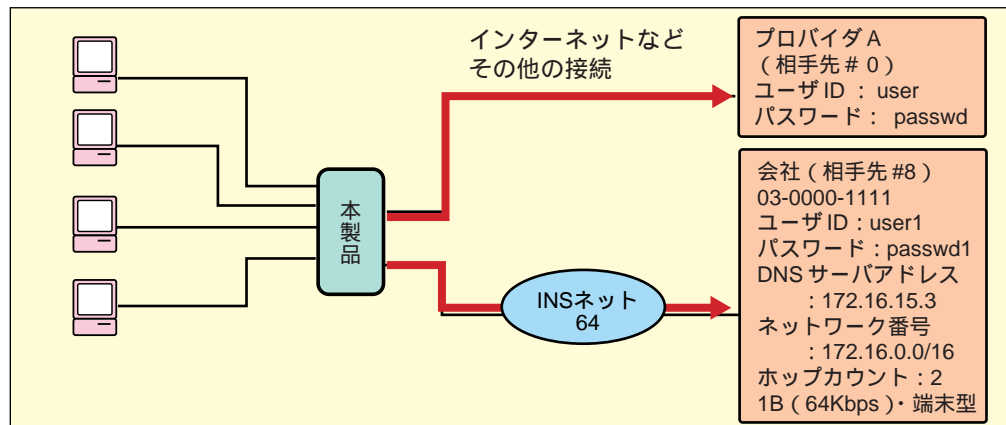 インターネットなど
その他の接続
プロバイダ A
（相手先 # 0）
ユーザ ID ： user
パスワード： passwd
本製品
INSネット
64
会社（相手先 #8）
03-0000-1111
ユーザ ID：user1
パスワード：passwd1
DNS サーバアドレス
：172.16.15.3
ネットワーク番号
：172.16.0.0/16
ホップカウント：2
1B（64Kbps）・端末型